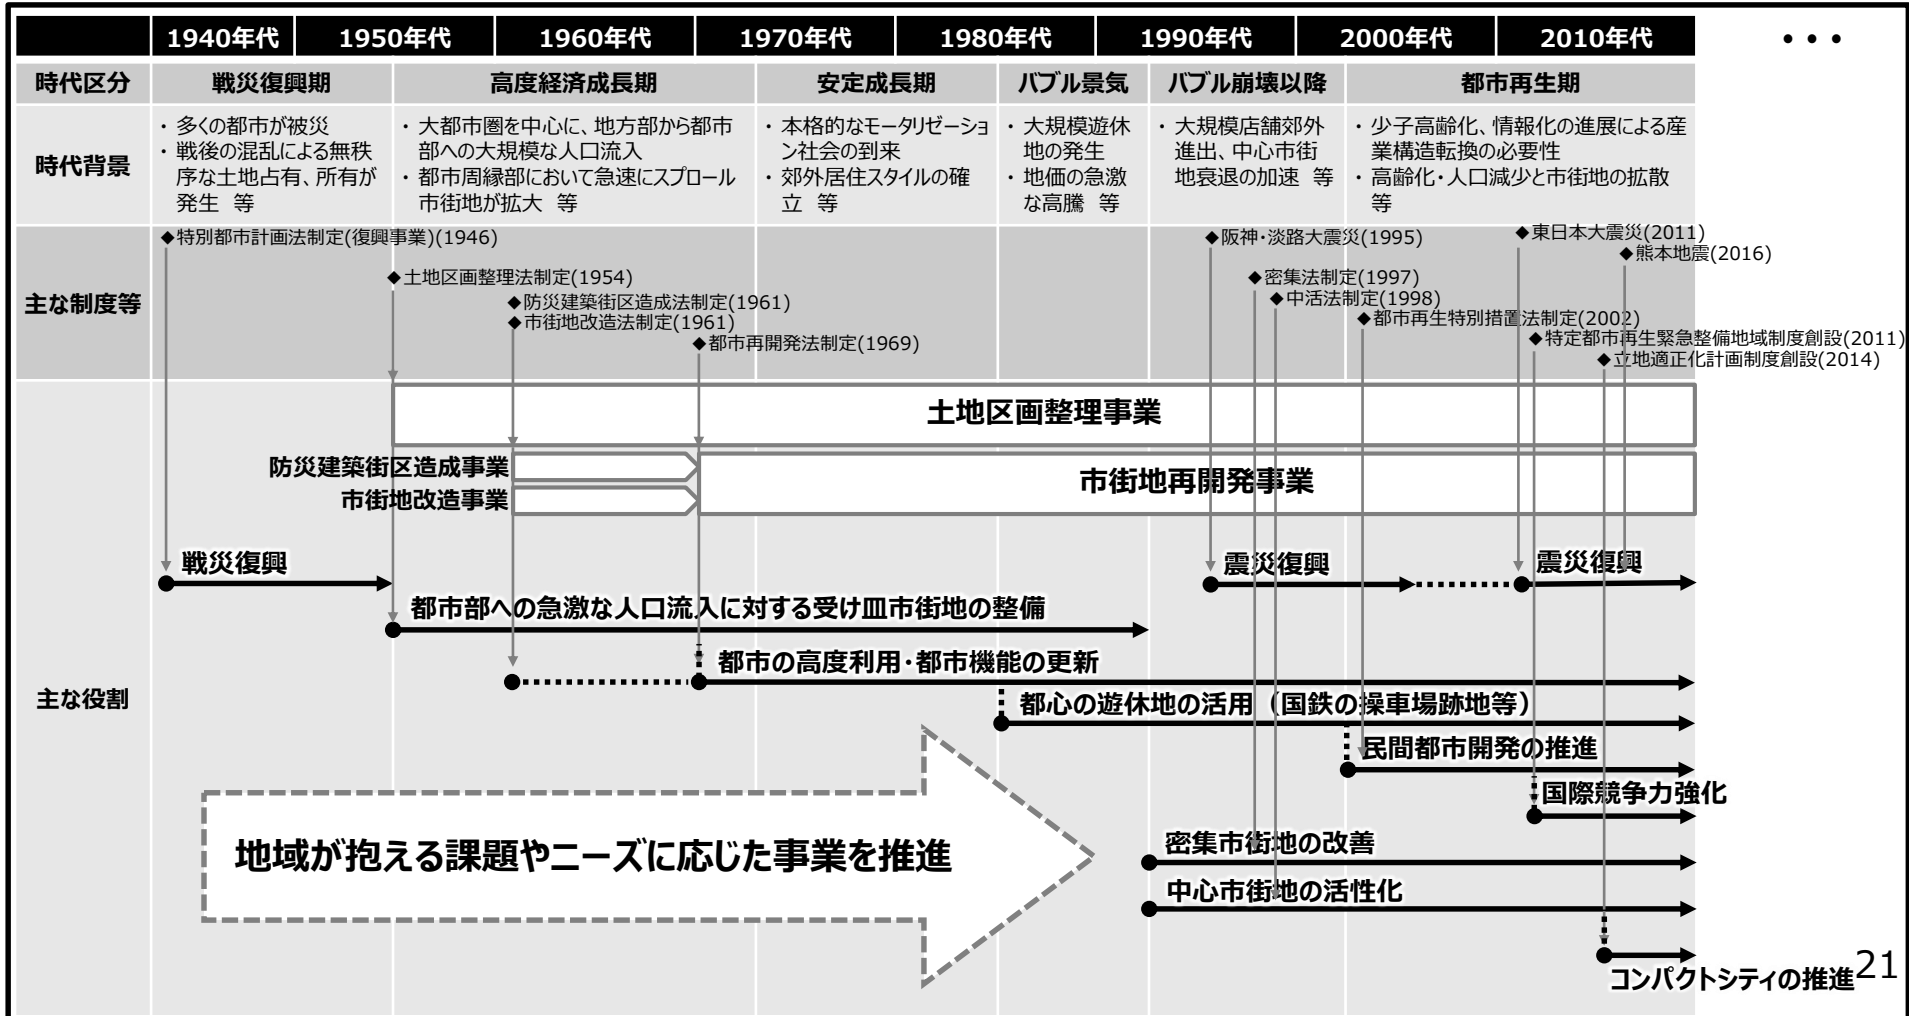 1940年代 1950年代 1960年代 1970年代 1980年代 1990年代 2000年代 2010年代 ・・・
時代区分 戦災復興期 高度経済成長期 安定成長期 バブル景気 バブル崩壊以降 都市再生期
時代背景
・ 多くの都市が被災
・ 戦後の混乱による無秩
序な土地占有、所有が
発生 等
・ 大都市圏を中心に、地方部から都市
部への大規模な人口流入
・ 都市周縁部において急速にスプロール
市街地が拡大 等
・ 本格的なモータリゼーショ
ン社会の到来
・ 郊外居住スタイルの確
立 等
・ 大規模遊休
地の発生
・ 地価の急激
な高騰 等
・ 大規模店舗郊外
進出、中心市街
地衰退の加速 等
・ 少子高齢化、情報化の進展による産
業構造転換の必要性
・ 高齢化・人口減少と市街地の拡散
等
主な制度等
◆特別都市計画法制定(復興事業)(1946)
◆土地区画整理法制定(1954)
◆防災建築街区造成法制定(1961)
◆市街地改造法制定(1961)
◆都市再開発法制定(1969)
◆阪神・淡路大震災(1995)
◆密集法制定(1997)
◆中活法制定(1998)
◆都市再生特別措置法制定(2002)
◆東日本大震災(2011)
◆熊本地震(2016)
◆特定都市再生緊急整備地域制度創設(2011)
◆立地適正化計画制度創設(2014)
主な役割
土地区画整理事業
防災建築街区造成事業
市街地改造事業
市街地再開発事業
戦災復興
震災復興
震災復興
都市部への急激な人口流入に対する受け皿市街地の整備
都市の高度利用・都市機能の更新
都心の遊休地の活用（国鉄の操車場跡地等）
民間都市開発の推進
国際競争力強化
地域が抱える課題やニーズに応じた事業を推進
密集市街地の改善
中心市街地の活性化
コンパクトシティの推進
21